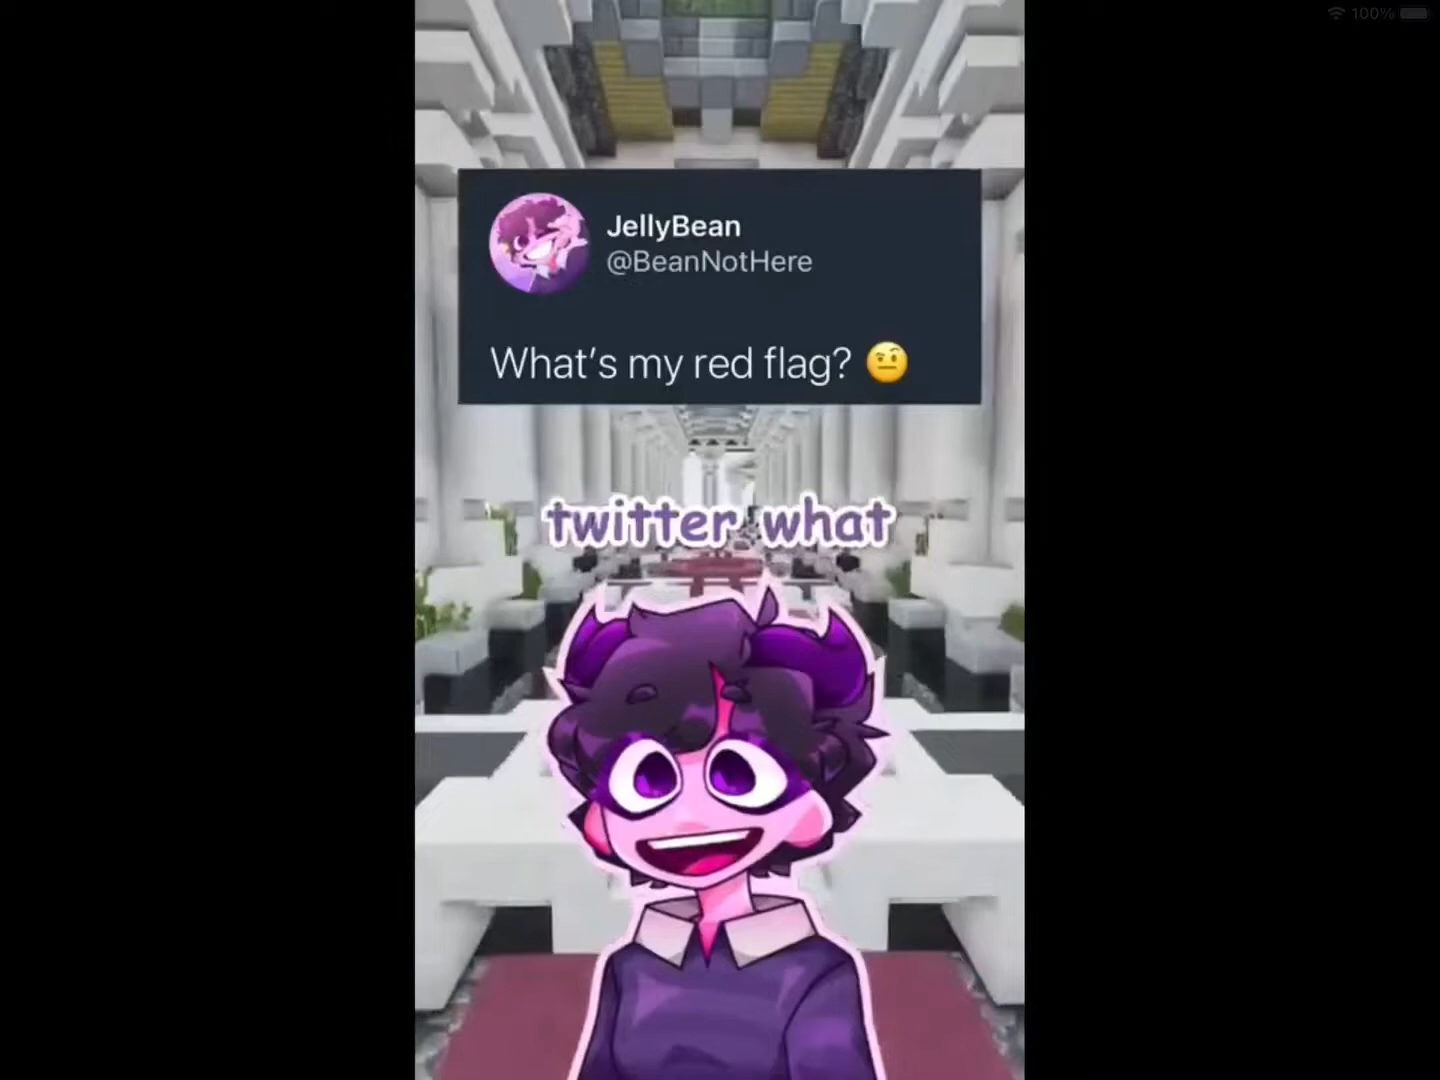 100%
JellyBean
@BeanNotHere
What's my red flag? 🤨
twitter what